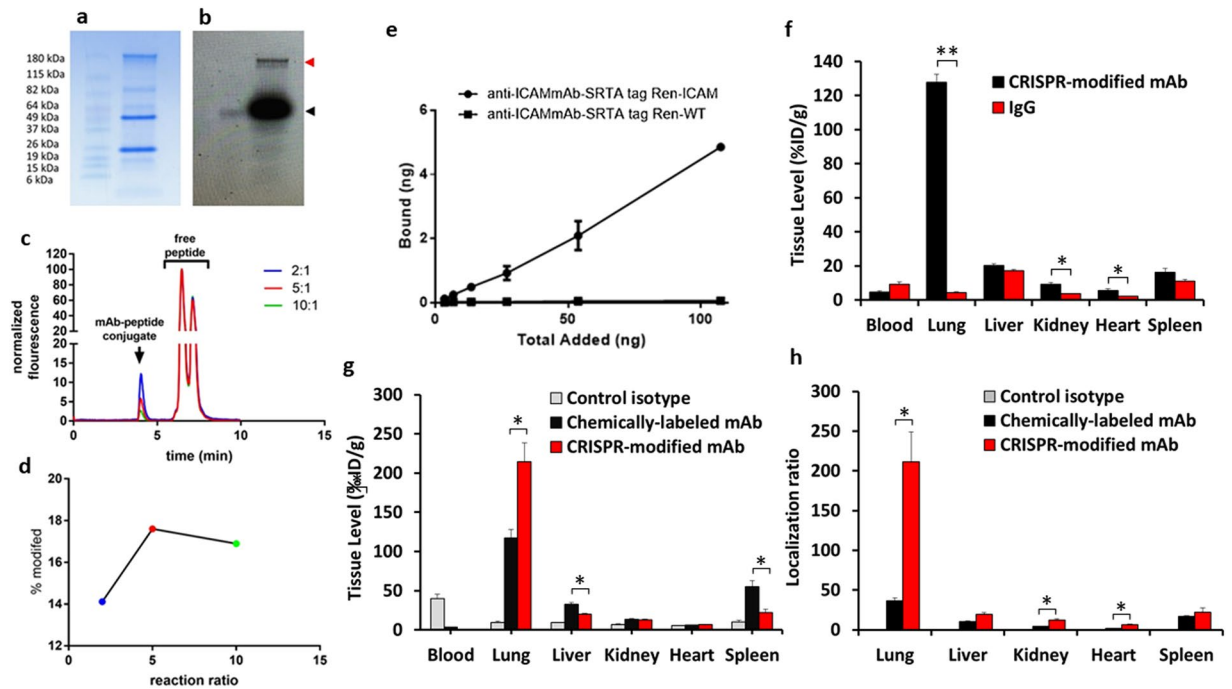 a
180 kDa
115 kDa
82 kDa
64 kDa
49 kDa
37 kDa
26 kDa
19 kDa
15 kDa
6 kDa
b
c
normalized
flourescence
120
100
80
60
40
20
15
10
5
0
free
peptide
mAb-peptide
conjugate
2:1
5:1
10:1
0
5
10
15
time (min)
d
% modifed
20
18
16
14
12
0
5
10
15
reaction ratio
e
anti-ICAMmAb-SRTA tag Ren-ICAM
anti-ICAMmAb-SRTA tag Ren-WT
Bound (ng)
6
4
2
0
0
50
100
Total Added (ng)
f
Tissue Level (%ID/g)
140
120
100
80
60
40
20
0
**
CRISPR-modified mAb
IgG
*
*
Blood
Lung
Liver
Kidney
Heart
Spleen
g
Control isotype
Chemically-labeled mAb
CRISPR-modified mAb
300
250
200
150
100
50
0
*
*
*
Blood
Lung
Liver
Kidney
Heart
Spleen
h
Localization ratio
300
250
200
150
100
50
0
Control isotype
Chemically-labeled mAb
CRISPR-modified mAb
*
*
*
Lung
Liver
Kidney
Heart
Spleen
Tissue Level ( ID/g)